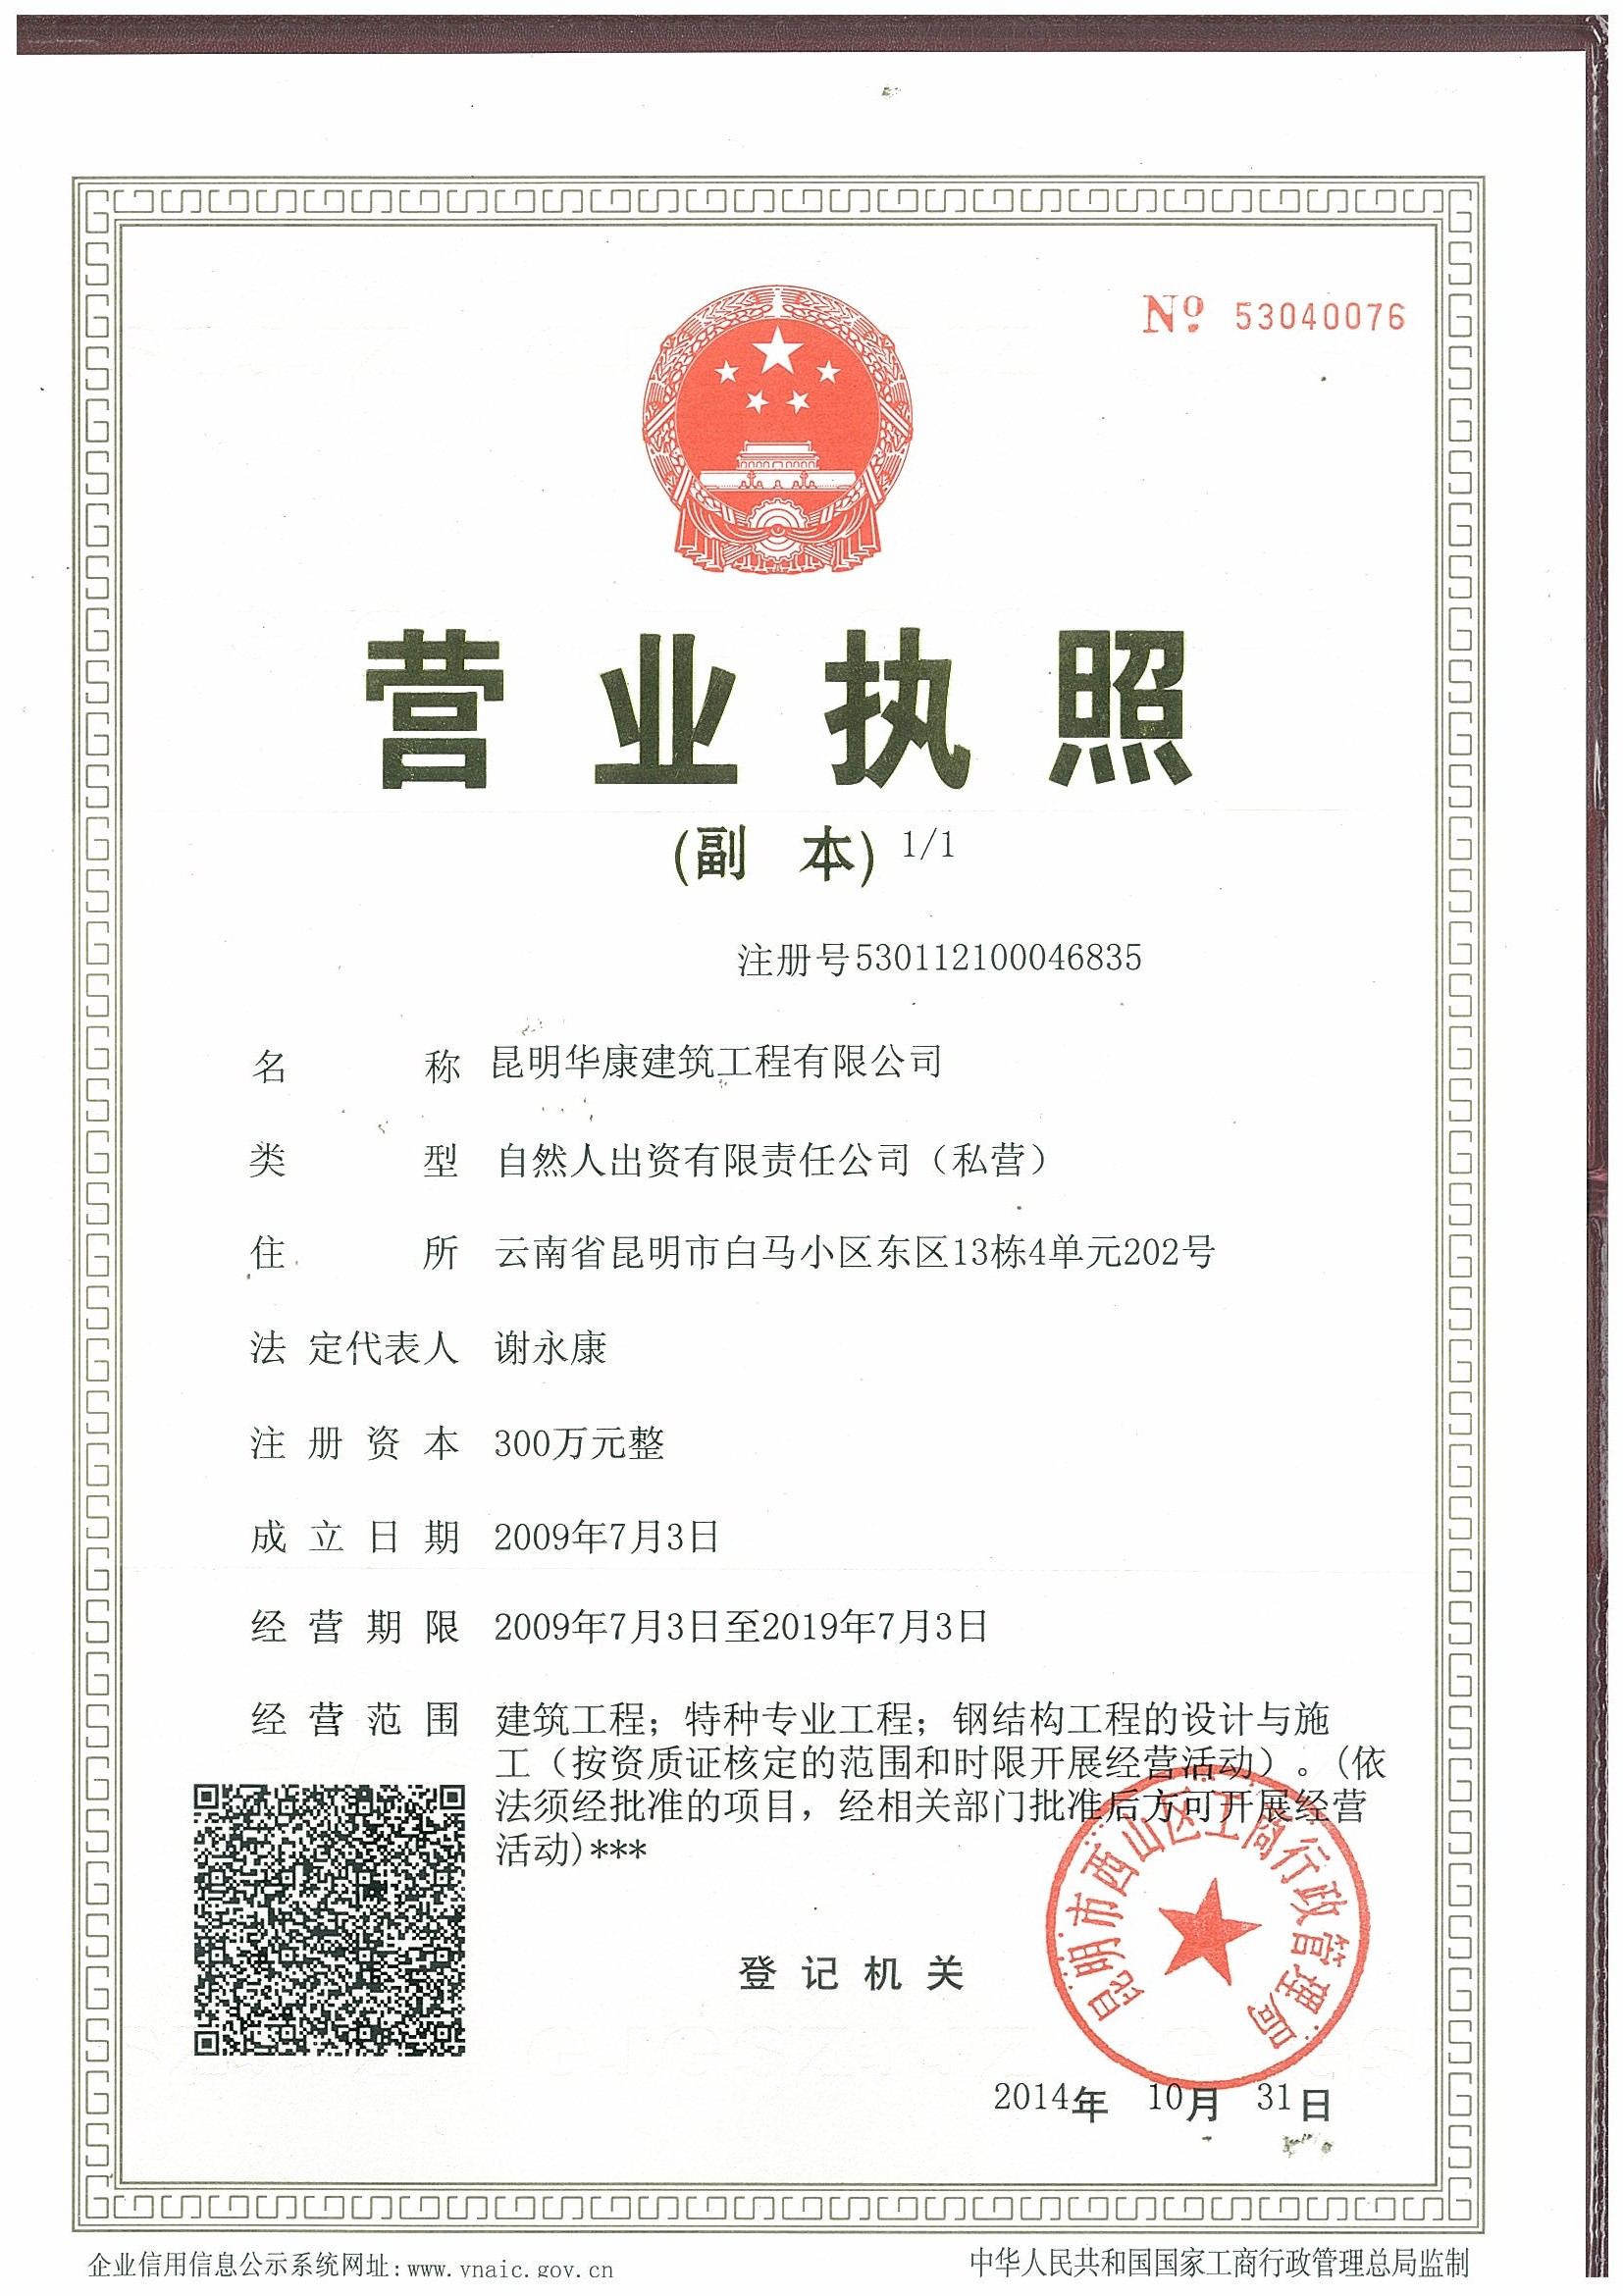 № 53040076
营业执照
(副 本) 1/1
注册号530112100046835
名 称 昆明华康建筑工程有限公司
类 型 自然人出资有限责任公司（私营）
住 所 云南省昆明市白马小区东区13栋4单元202号
法 定代表人 谢永康
注 册 资 本 300万元整
成 立 日 期 2009年7月3日
经 营 期 限 2009年7月3日至2019年7月3日
经 营 范 围 建筑工程；特种专业工程；钢结构工程的设计与施
工（按资质证核定的范围和时限开展经营活动）。(依
法须经批准的项目，经相关部门批准后方可开展经营
活动)***
昆明市西山区工商行政管理局
登 记 机 关
2014年 10月 31日
企业信用信息公示系统网址: www.ynaic.gov.cn
中华人民共和国国家工商行政管理总局监制